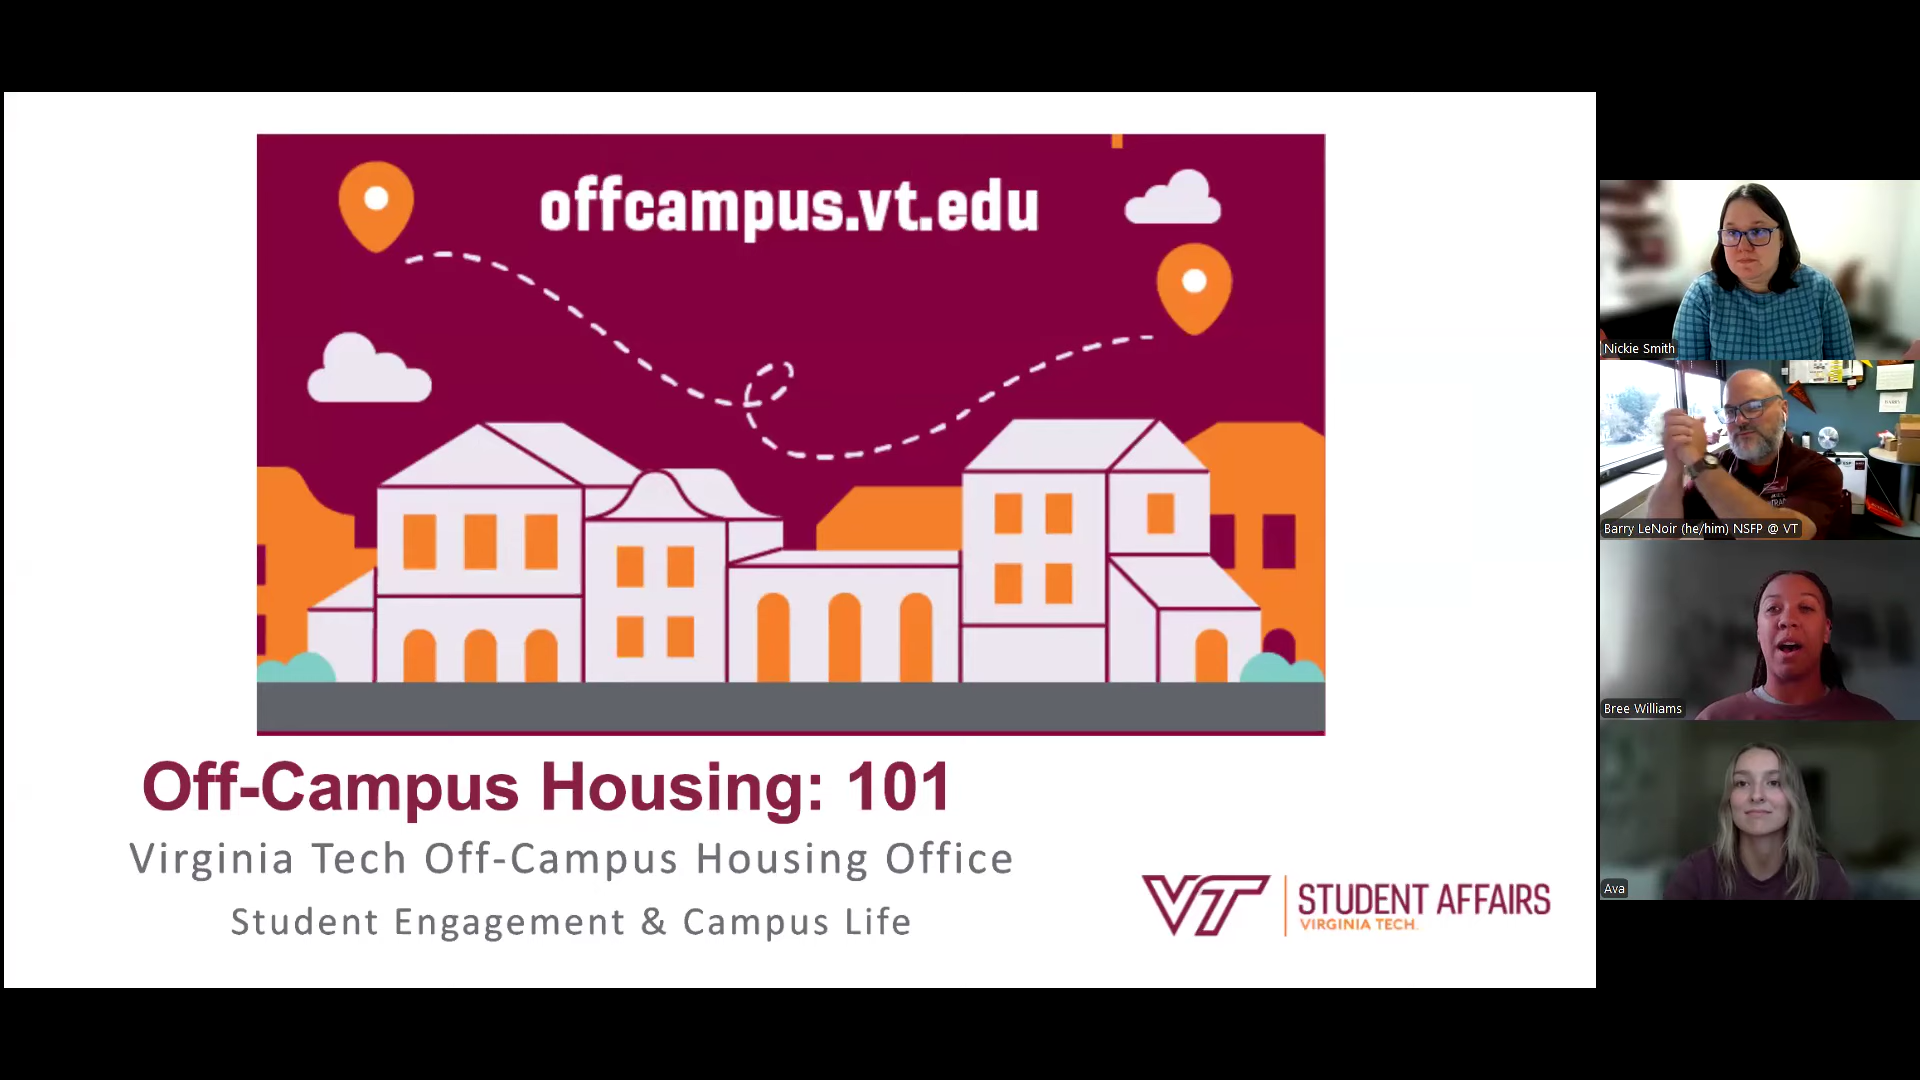 offcampus.vt.edu
Off-Campus Housing: 101
Virginia Tech Off-Campus Housing Office
Student Engagement & Campus Life
VT STUDENT AFFAIRS
VIRGINIA TECH.
Nickie Smith
Barry LeNoir (he/him) NSFP @ VT
Bree Williams
Ava